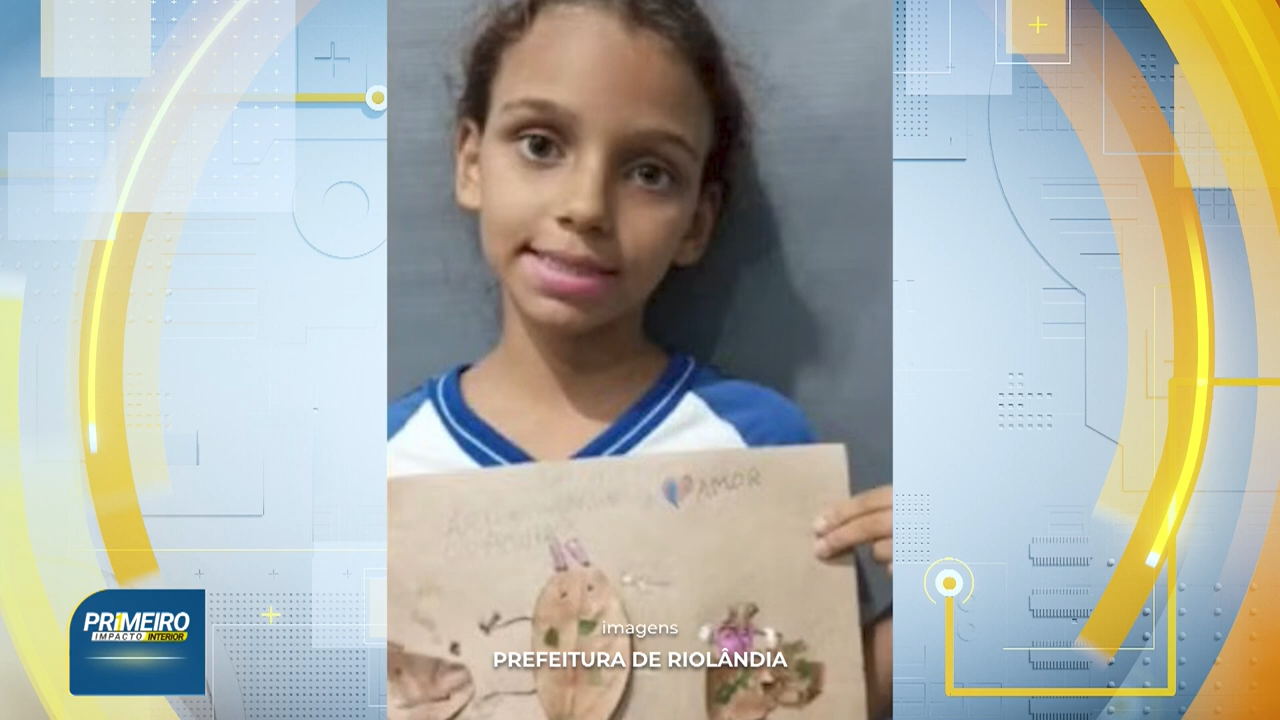 AMOR
imagens
PREFEITURA DE RIOLÂNDIA
PRIMEIRO
IMPACTO INTERIOR